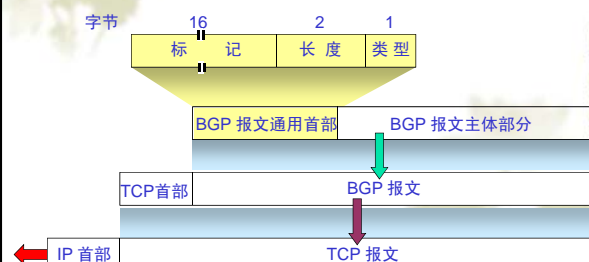 字节 16 2 1
标 记 长 度 类 型
BGP 报文通用首部 BGP 报文主体部分
TCP首部 BGP 报文
IP 首部 TCP 报文